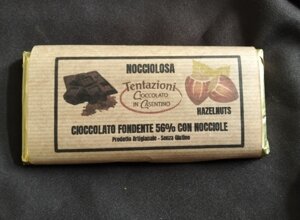 NOCCIOLOSA
Tentazioni
CIOCCOLATO
IN CASENTINO
HAZELNUTS
CIOCCOLATO FONDENTE 56% CON NOCCIOLE
Prodotto Artigianale - Senza Glutine